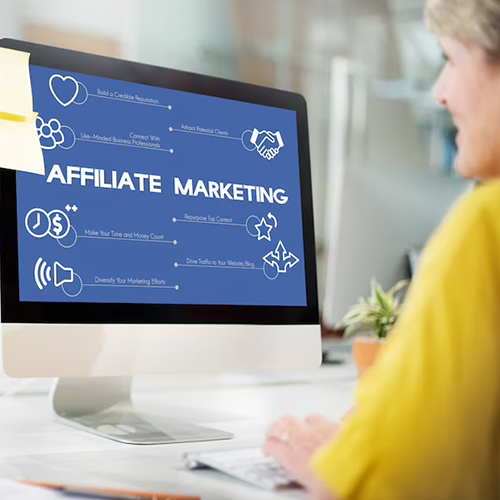 Build a Credible Reputation
Attract Potential Clients
Connect With
Like-Minded Business Professionals
AFFILIATE MARKETING
Repurpose Top Content
Make Your Time and Money Count
Drive Traffic to Your Website/Blog
Diversify Your Marketing Efforts
$